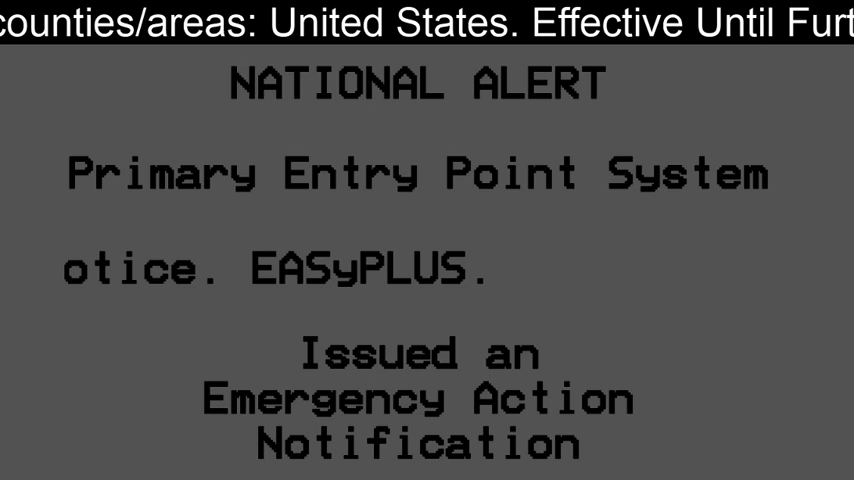 counties/areas: United States. Effective Until Furt
NATIONAL ALERT
Primary Entry Point System
otice. EASyPLUS.
Issued an
Emergency Action
Notification